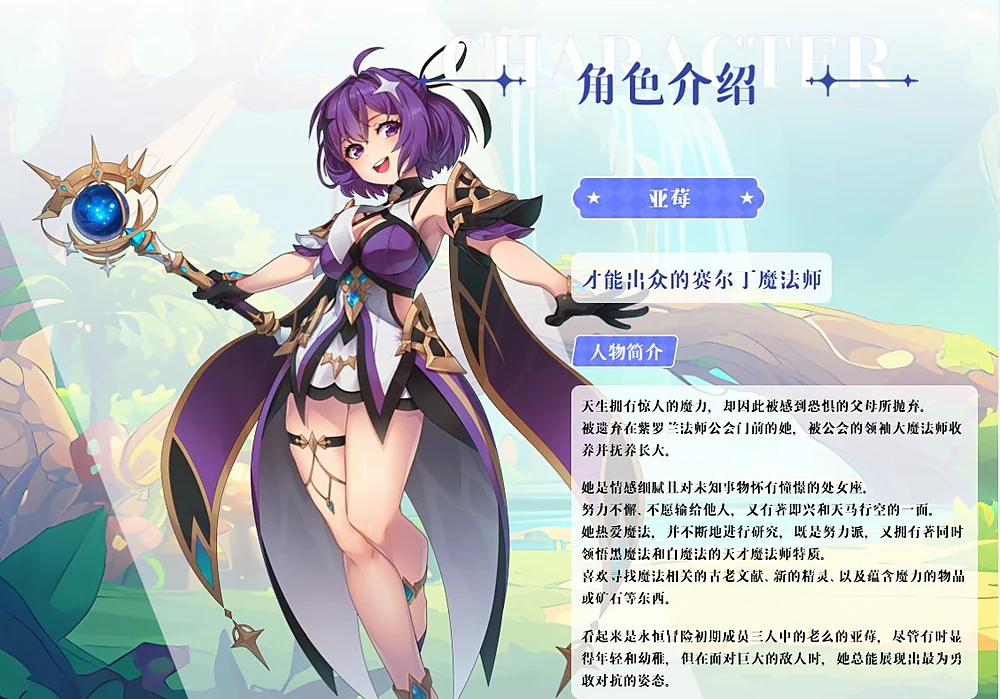 CHARACTER
角色介绍
亚莓
才能出众的赛尔丁魔法师
人物简介
天生拥有惊人的魔力，却因此被感到恐惧的父母所抛弃。
被遗弃在紫罗兰法师公会门前的她，被公会的领袖大魔法师收
养并抚养长大。
她是情感细腻且对未知事物怀有憧憬的处女座。
努力不懈、不愿输给他人，又有著即兴和天马行空的一面。
她热爱魔法，并不断地进行研究，既是努力派，又拥有著同时
领悟黑魔法和白魔法的天才魔法师特质。
喜欢寻找魔法相关的古老文献、新的精灵、以及蕴含魔力的物品
或矿石等东西。
看起来是永恒冒险初期成员三人中的老么的亚莓，尽管有时显
得年轻和幼稚，但在面对巨大的敌人时，她总能展现出最为勇
敢对抗的姿态。